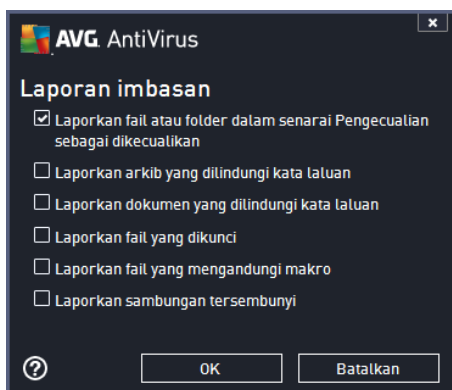 AVG. AntiVirus
Laporan imbasan
Laporkan fail atau folder dalam senarai Pengecualian
sebagai dikecualikan
Laporkan arkib yang dilindungi kata laluan
Laporkan dokumen yang dilindungi kata laluan
Laporkan fail yang dikunci
Laporkan fail yang mengandungi makro
Laporkan sambungan tersembunyi
OK
Batalkan